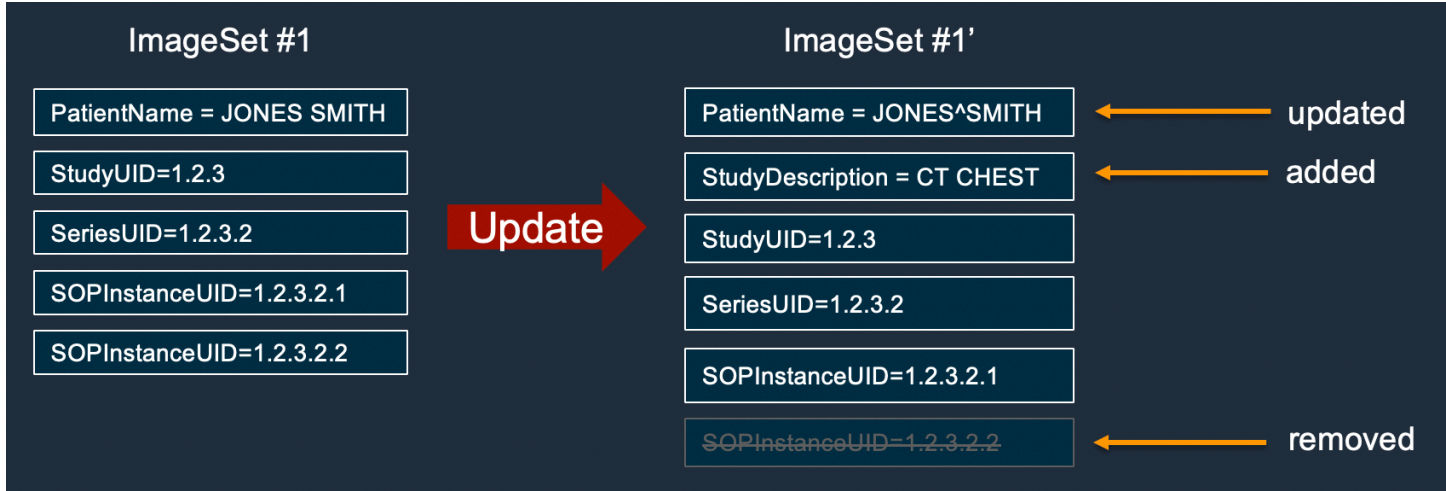 ImageSet #1
PatientName = JONES SMITH
StudyUID=1.2.3
SeriesUID=1.2.3.2
SOPInstanceUID=1.2.3.2.1
SOPInstanceUID=1.2.3.2.2
Update
ImageSet #1’
PatientName = JONES^SMITH
updated
StudyDescription = CT CHEST
added
StudyUID=1.2.3
SeriesUID=1.2.3.2
SOPInstanceUID=1.2.3.2.1
SOPInstanceUID=1.2.3.2.2
removed